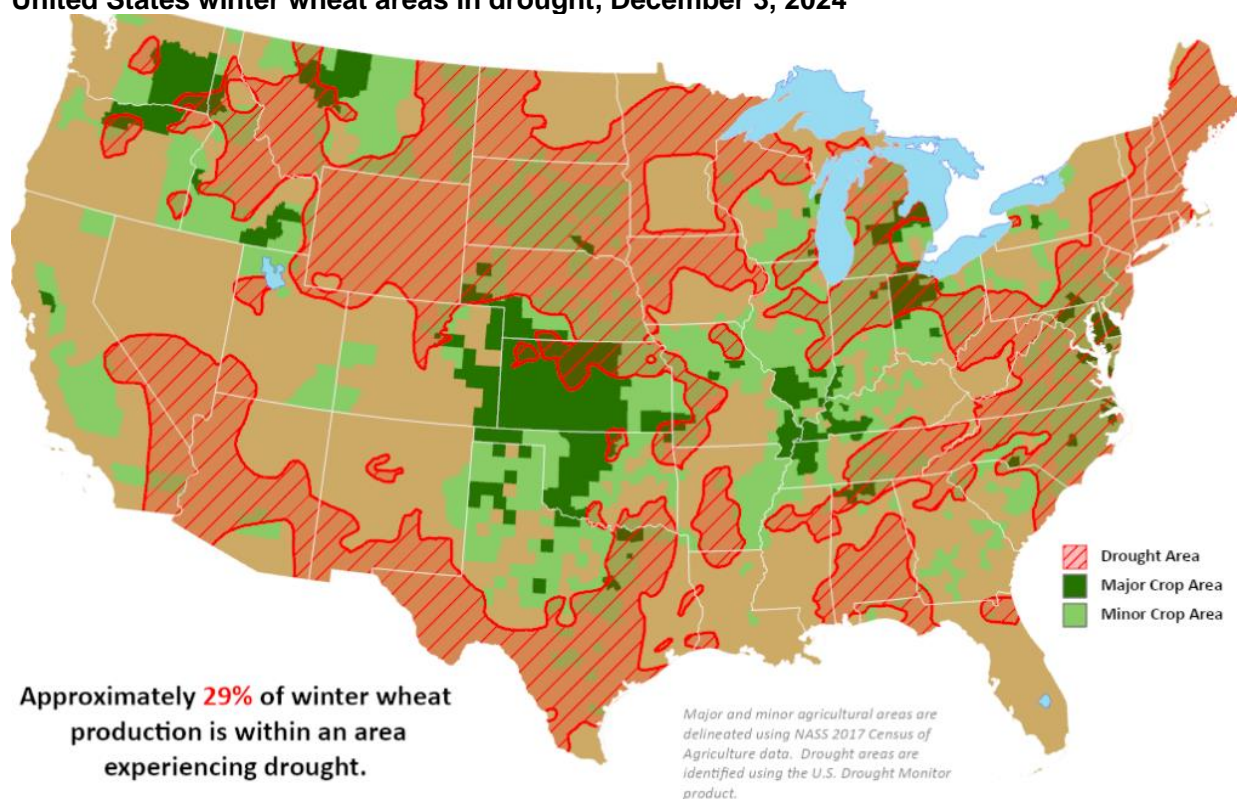 United States winter wheat areas in drought, December 3, 2024
Drought Area
Major Crop Area
Minor Crop Area
Approximately 29% of winter wheat
production is within an area
experiencing drought.
Major and minor agricultural areas are
delineated using NASS 2017 Census of
Agriculture data. Drought areas are
identified using the U.S. Drought Monitor
product.